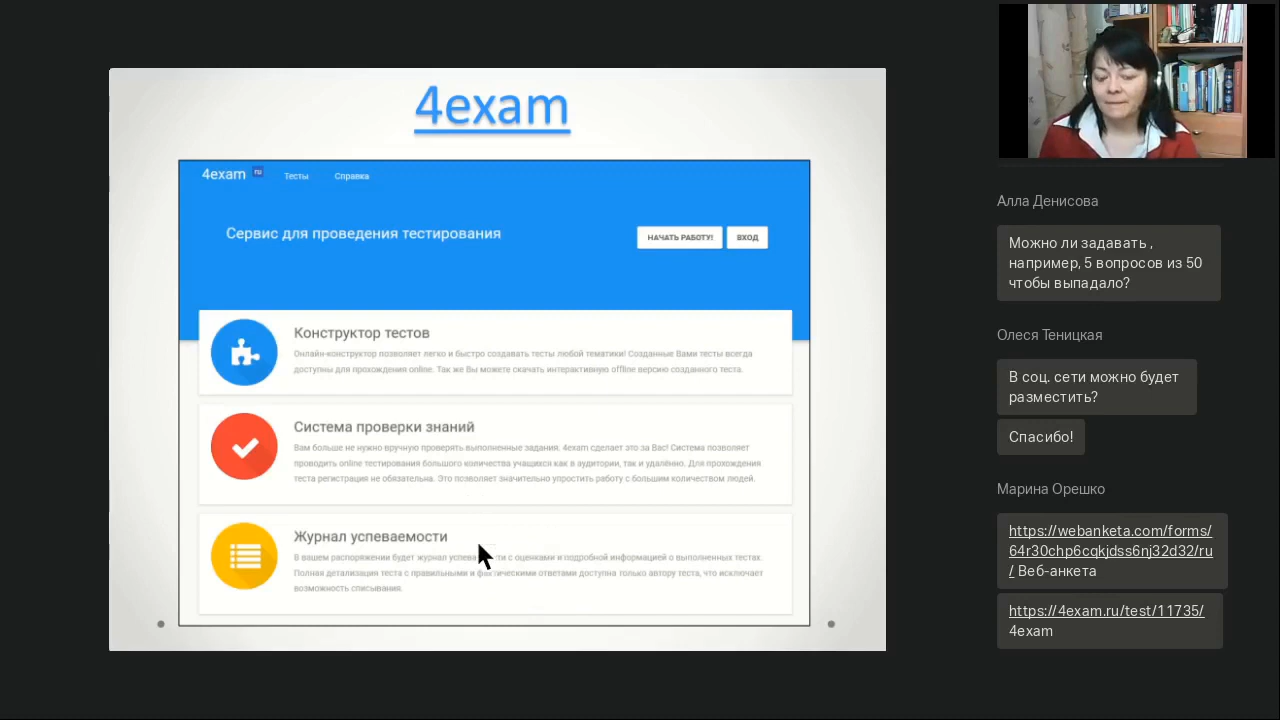 4exam
4exam ru Тесты Справка
Сервис для проведения тестирования
НАЧАТЬ РАБОТУ! ВХОД
Конструктор тестов
Онлайн-конструктор позволяет легко и быстро создавать тесты любой тематики! Созданные Вами тесты всегда
доступны для прохождения online. Так же Вы можете скачать интерактивную offline версию созданного теста.
Система проверки знаний
Вам больше не нужно вручную проверять выполненные задания. 4exam сделает это за Вас! Система позволяет
проводить online тестирования большого количества учащихся как в аудитории, так и удалённо. Для прохождения
теста регистрация не обязательна. Это позволяет значительно упростить работу с большим количеством людей.
Журнал успеваемости
В вашем распоряжении будет журнал успеваемости с оценками и подробной информацией о выполненных тестах.
Полная детализация теста с правильными и фактическими ответами доступна только автору теста, что исключает
возможность списывания.
Алла Денисова
Можно ли задавать ,
например, 5 вопросов из 50
чтобы выпадало?
Олеся Теницкая
В соц. сети можно будет
разместить?
Спасибо!
Марина Орешко
https://webanketa.com/forms/
64r30chp6cqkjdss6nj32d32/ru
/ Веб-анкета
https://4exam.ru/test/11735/
4exam